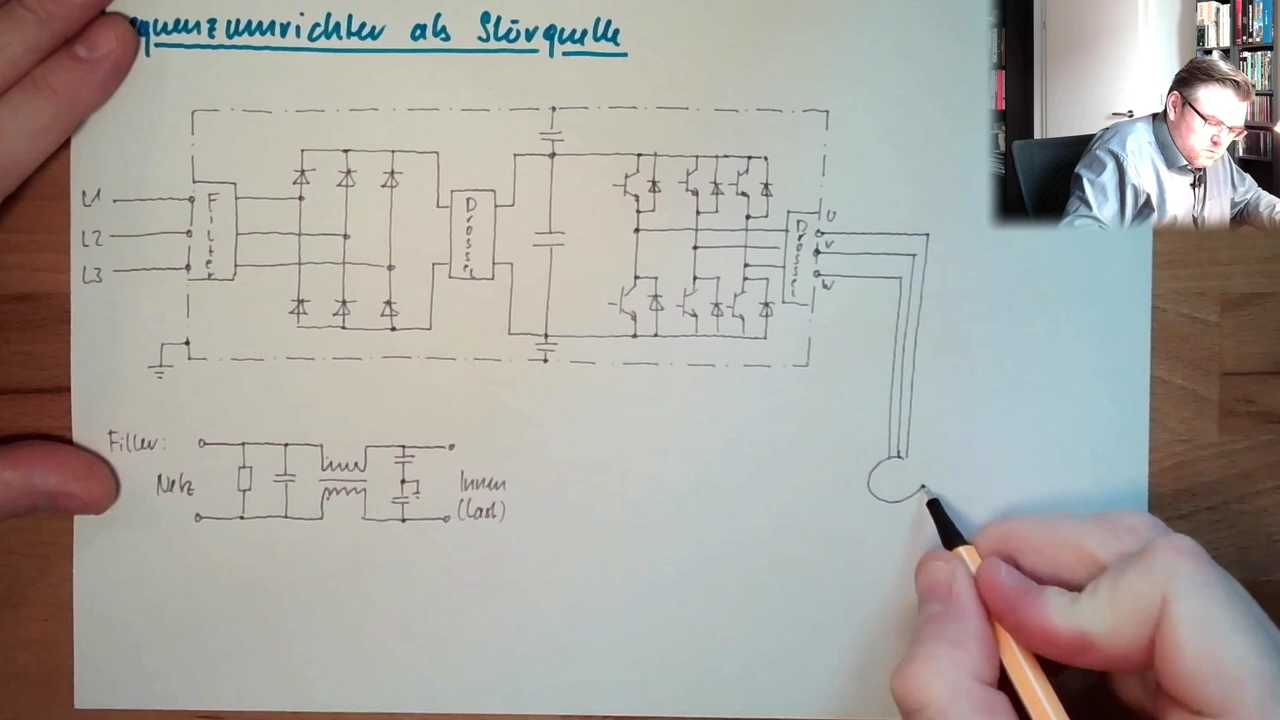 quenzumrichter als Störquelle
L1
L2
L3
Filter
Drossel
Drossel
U
V
W
Filter:
Netz
Innen
(Last)